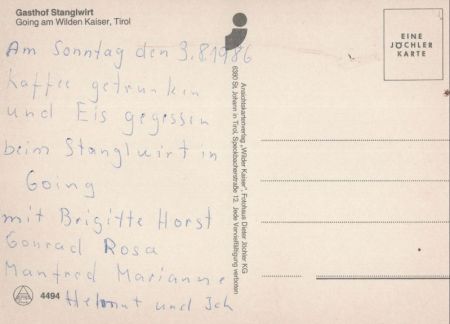 Gasthof Stanglwirt
Going am Wilden Kaiser, Tirol
Am Sonntag den 3.8.1986
Kaffee getrunken
und Eis gegessen
beim Stanglwirt in
Going
mit Brigitte Horst
Conrad Rosa
Manfred Marianne
Helmut und Ich
4494
Ansichtskartenverlag „Wilder Kaiser", Fotohaus Dieter Jöchler KG
6380 St. Johann in Tirol, Speckbacherstraße 12. Jede Vervielfältigung verboten
EINE
JÖCHLER
KARTE